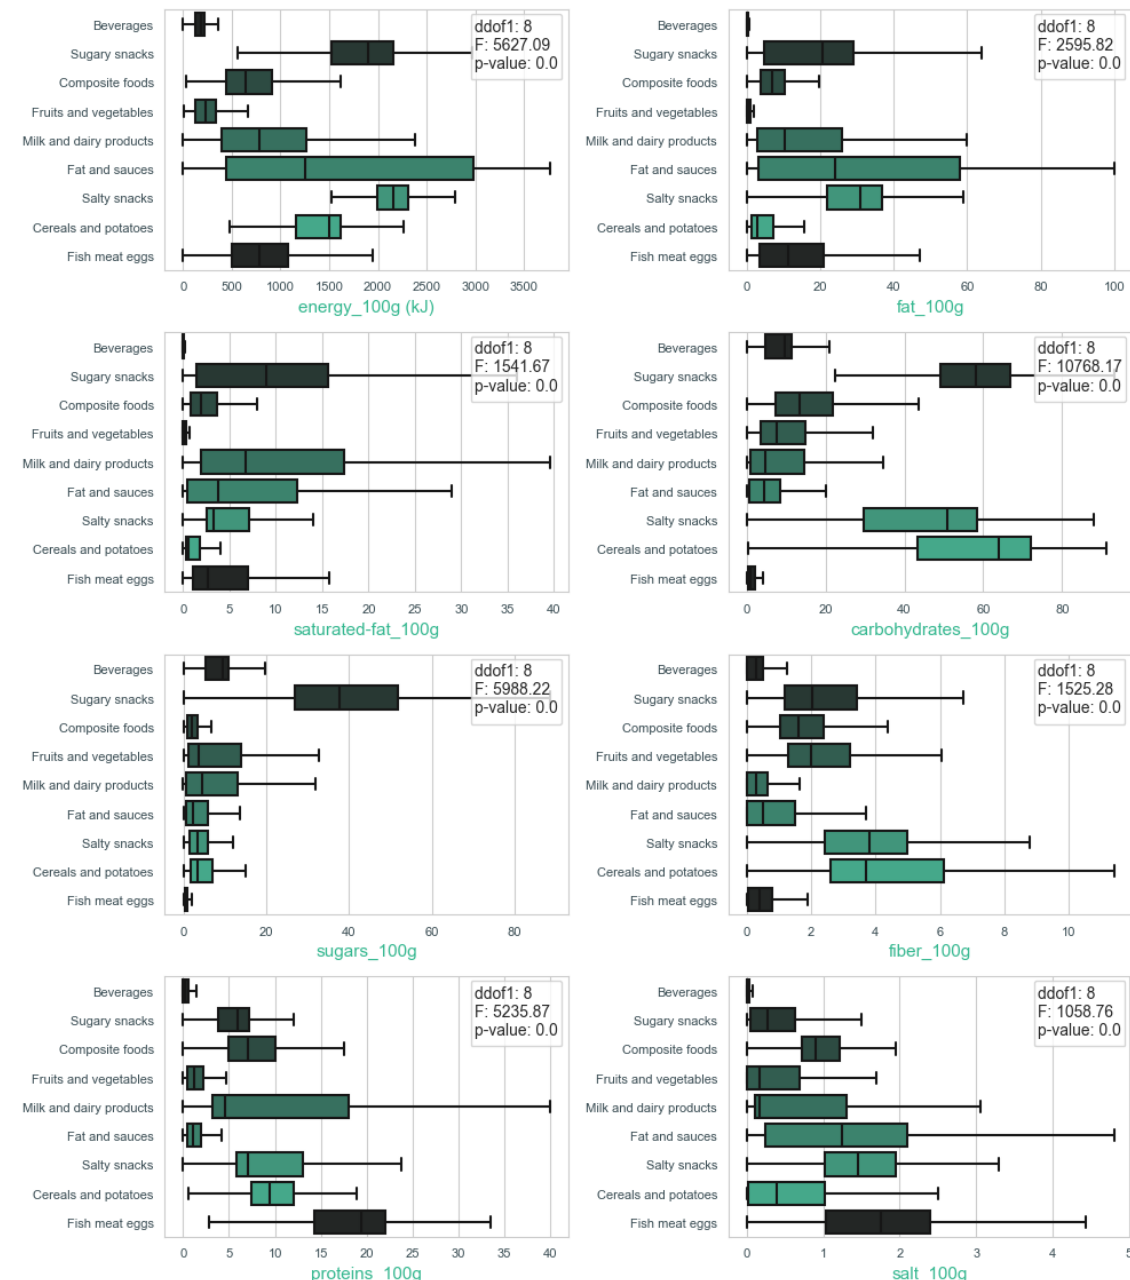 Beverages
Sugary snacks
Composite foods
Fruits and vegetables
Milk and dairy products
Fat and sauces
Salty snacks
Cereals and potatoes
Fish meat eggs
ddof1: 8
F: 5627.09
p-value: 0.0
0 500 1000 1500 2000 2500 3000 3500
energy_100g (kJ)
Beverages
Sugary snacks
Composite foods
Fruits and vegetables
Milk and dairy products
Fat and sauces
Salty snacks
Cereals and potatoes
Fish meat eggs
ddof1: 8
F: 2595.82
p-value: 0.0
0 20 40 60 80 100
fat_100g
Beverages
Sugary snacks
Composite foods
Fruits and vegetables
Milk and dairy products
Fat and sauces
Salty snacks
Cereals and potatoes
Fish meat eggs
ddof1: 8
F: 1541.67
p-value: 0.0
0 5 10 15 20 25 30 35 40
saturated-fat_100g
Beverages
Sugary snacks
Composite foods
Fruits and vegetables
Milk and dairy products
Fat and sauces
Salty snacks
Cereals and potatoes
Fish meat eggs
ddof1: 8
F: 10768.17
p-value: 0.0
0 20 40 60 80
carbohydrates_100g
Beverages
Sugary snacks
Composite foods
Fruits and vegetables
Milk and dairy products
Fat and sauces
Salty snacks
Cereals and potatoes
Fish meat eggs
ddof1: 8
F: 5988.22
p-value: 0.0
0 20 40 60 80
sugars_100g
Beverages
Sugary snacks
Composite foods
Fruits and vegetables
Milk and dairy products
Fat and sauces
Salty snacks
Cereals and potatoes
Fish meat eggs
ddof1: 8
F: 1525.28
p-value: 0.0
0 2 4 6 8 10
fiber_100g
Beverages
Sugary snacks
Composite foods
Fruits and vegetables
Milk and dairy products
Fat and sauces
Salty snacks
Cereals and potatoes
Fish meat eggs
ddof1: 8
F: 5235.87
p-value: 0.0
0 5 10 15 20 25 30 35 40
proteins_100g
Beverages
Sugary snacks
Composite foods
Fruits and vegetables
Milk and dairy products
Fat and sauces
Salty snacks
Cereals and potatoes
Fish meat eggs
ddof1: 8
F: 1058.76
p-value: 0.0
0 1 2 3 4 5
salt_100g